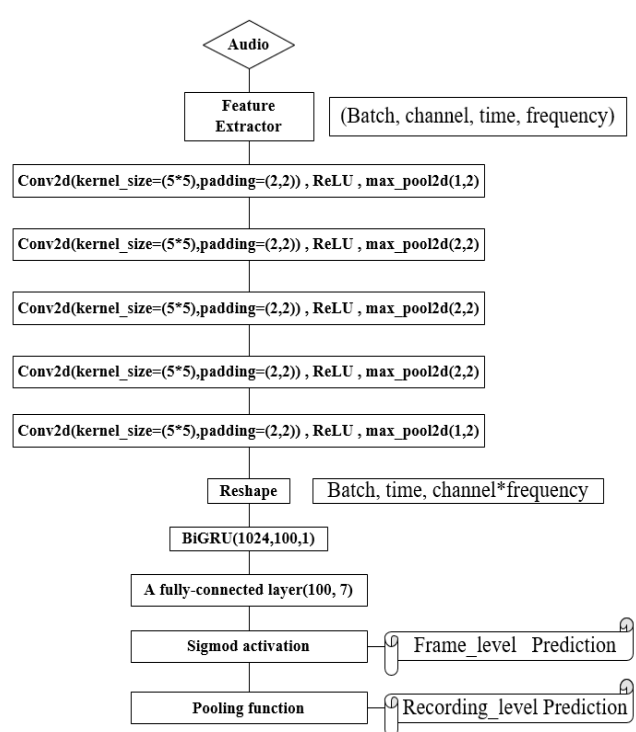 Audio
Feature
Extractor
(Batch, channel, time, frequency)
Conv2d(kernel_size=(5*5),padding=(2,2)) , ReLU , max_pool2d(1,2)
Conv2d(kernel_size=(5*5),padding=(2,2)) , ReLU , max_pool2d(2,2)
Conv2d(kernel_size=(5*5),padding=(2,2)) , ReLU , max_pool2d(2,2)
Conv2d(kernel_size=(5*5),padding=(2,2)) , ReLU , max_pool2d(2,2)
Conv2d(kernel_size=(5*5),padding=(2,2)) , ReLU , max_pool2d(1,2)
Reshape
Batch, time, channel*frequency
BiGRU(1024,100,1)
A fully-connected layer(100, 7)
Sigmod activation
Frame_level Prediction
Pooling function
Recording_level Prediction